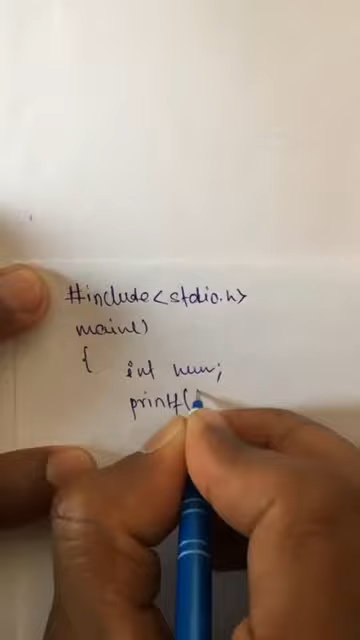 #include<stdio.h>
main()
{
int num;
printf(